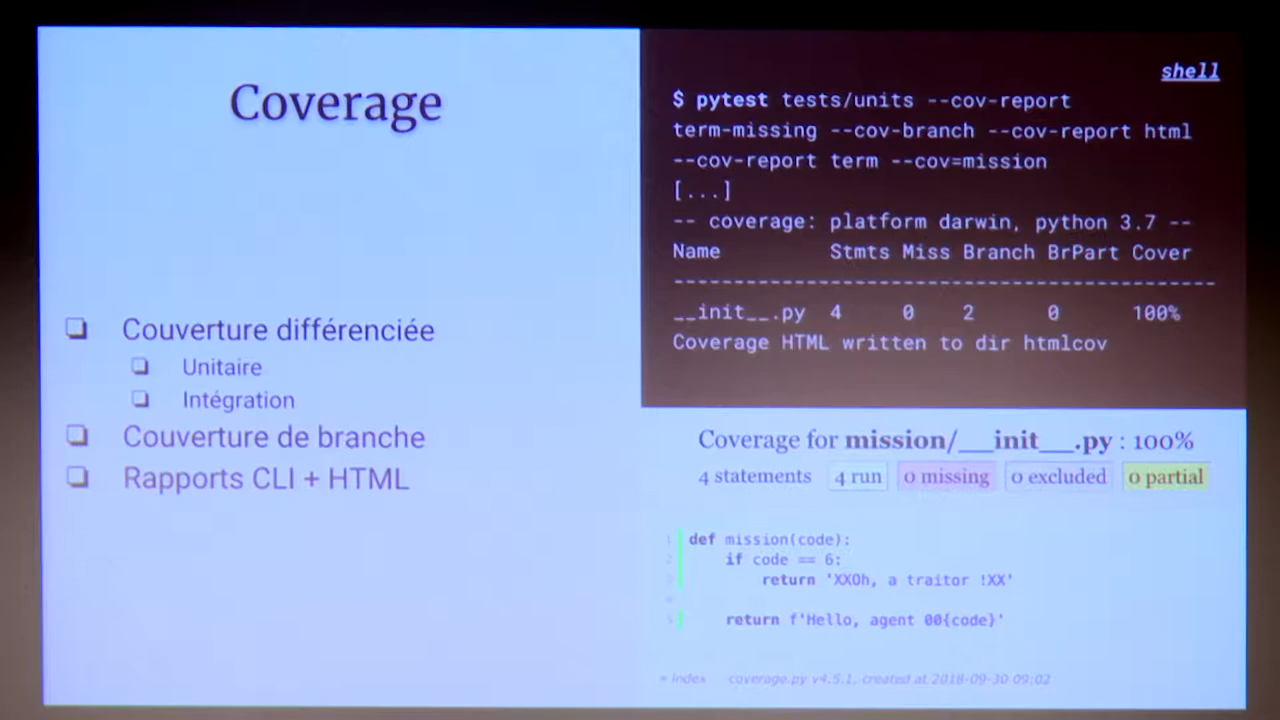 Coverage
Couverture différenciée
Unitaire
Intégration
Couverture de branche
Rapports CLI + HTML
shell
$ pytest tests/units --cov-report
term-missing --cov-branch --cov-report html
--cov-report term --cov=mission
[...]
-- coverage: platform darwin, python 3.7 --
Name Stmts Miss Branch BrPart Cover
-----------------------------------------------
__init__.py 4 0 2 0 100%
Coverage HTML written to dir htmlcov
Coverage for mission/__init__.py : 100%
4 statements 4 run 0 missing 0 excluded 0 partial
1 def mission(code):
2 if code == 6:
3 return 'XXOh, a traitor !XX'
4
5 return f'Hello, agent 00{code}'
« index coverage.py v4.5.1, created at 2018-09-30 09:02